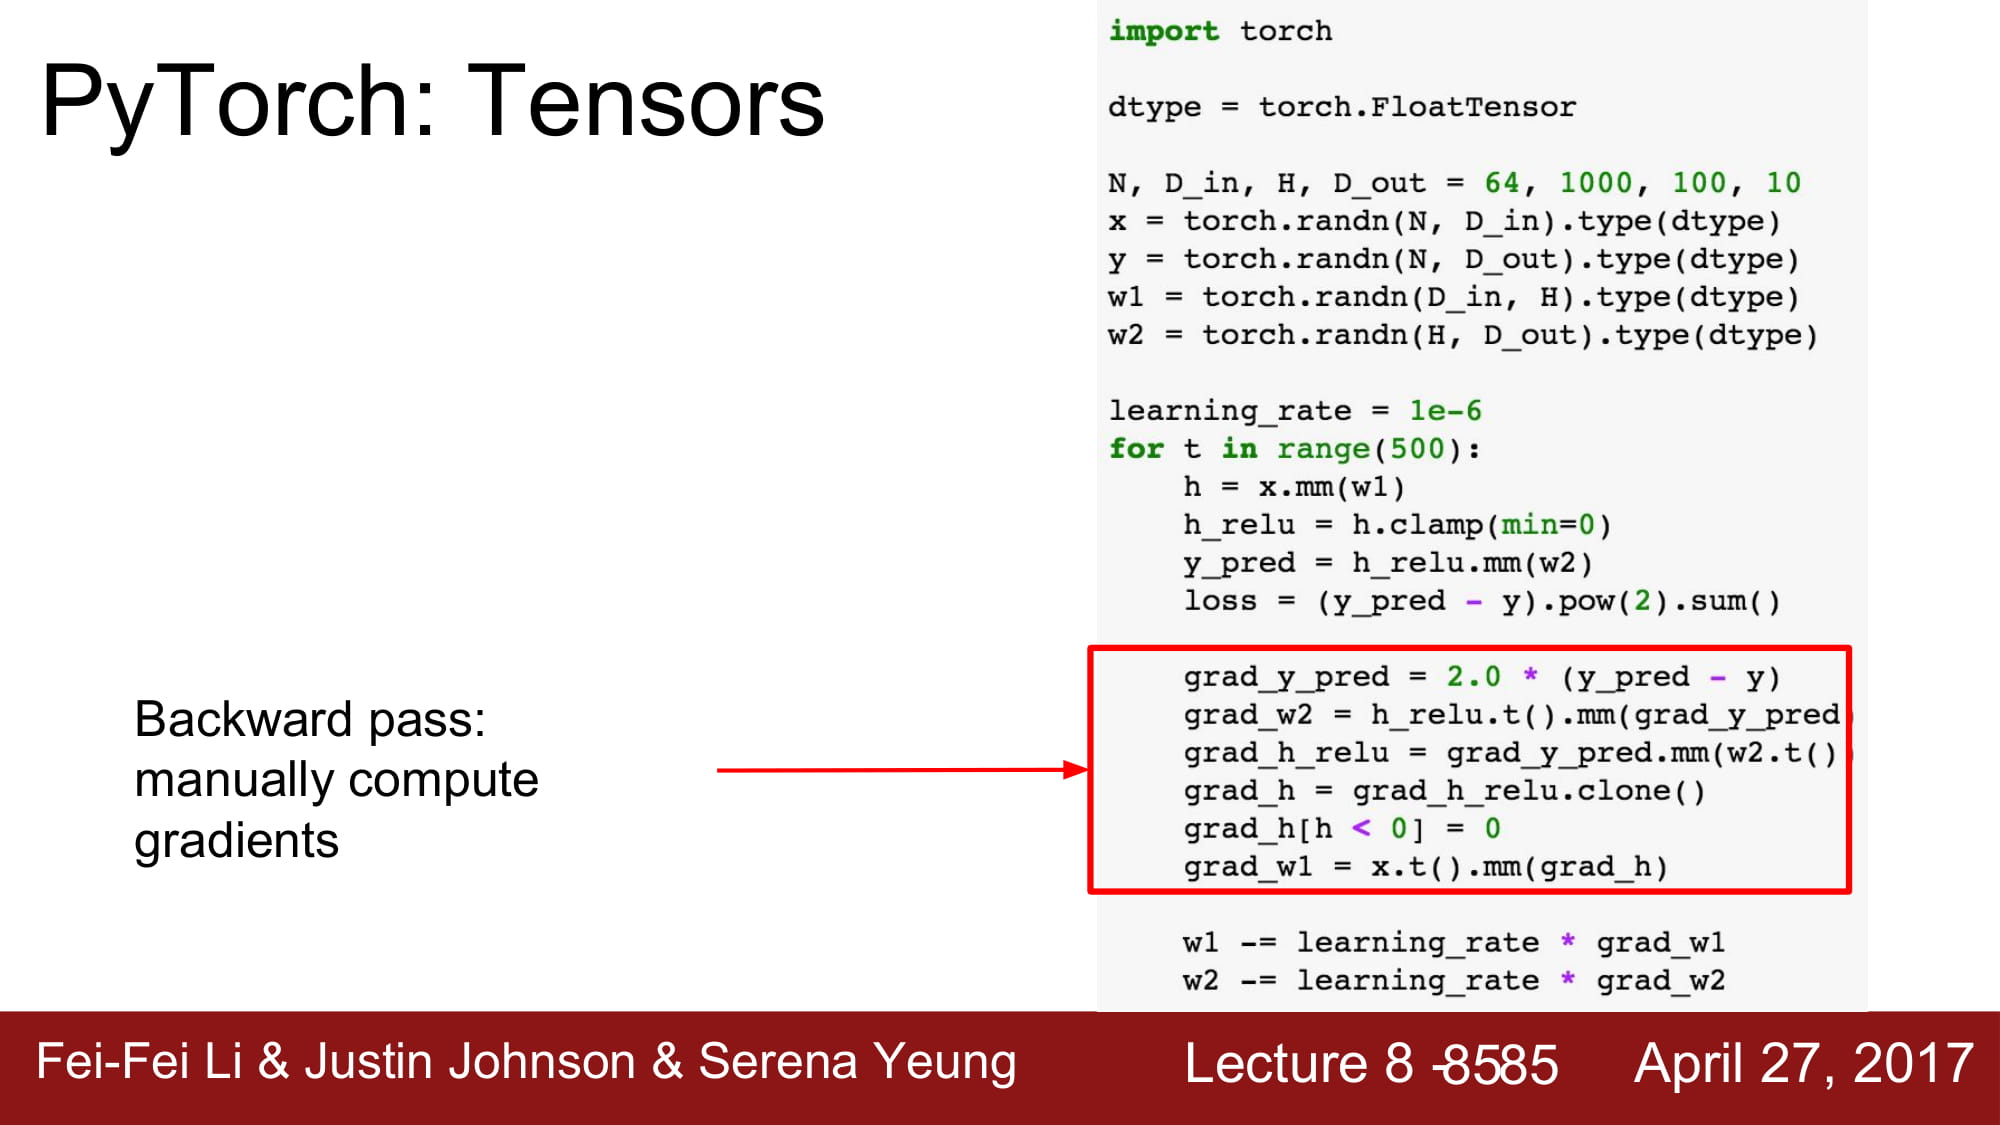 PyTorch: Tensors
import torch
dtype = torch.FloatTensor
N, D_in, H, D_out = 64, 1000, 100, 10
x = torch.randn(N, D_in).type(dtype)
y = torch.randn(N, D_out).type(dtype)
w1 = torch.randn(D_in, H).type(dtype)
w2 = torch.randn(H, D_out).type(dtype)
learning_rate = 1e-6
for t in range(500):
    h = x.mm(w1)
    h_relu = h.clamp(min=0)
    y_pred = h_relu.mm(w2)
    loss = (y_pred - y).pow(2).sum()
    grad_y_pred = 2.0 * (y_pred - y)
    grad_w2 = h_relu.t().mm(grad_y_pred)
    grad_h_relu = grad_y_pred.mm(w2.t())
    grad_h = grad_h_relu.clone()
    grad_h[h < 0] = 0
    grad_w1 = x.t().mm(grad_h)
    w1 -= learning_rate * grad_w1
    w2 -= learning_rate * grad_w2
Backward pass:
manually compute
gradients
Fei-Fei Li & Justin Johnson & Serena Yeung
Lecture 8 -8585
April 27, 2017